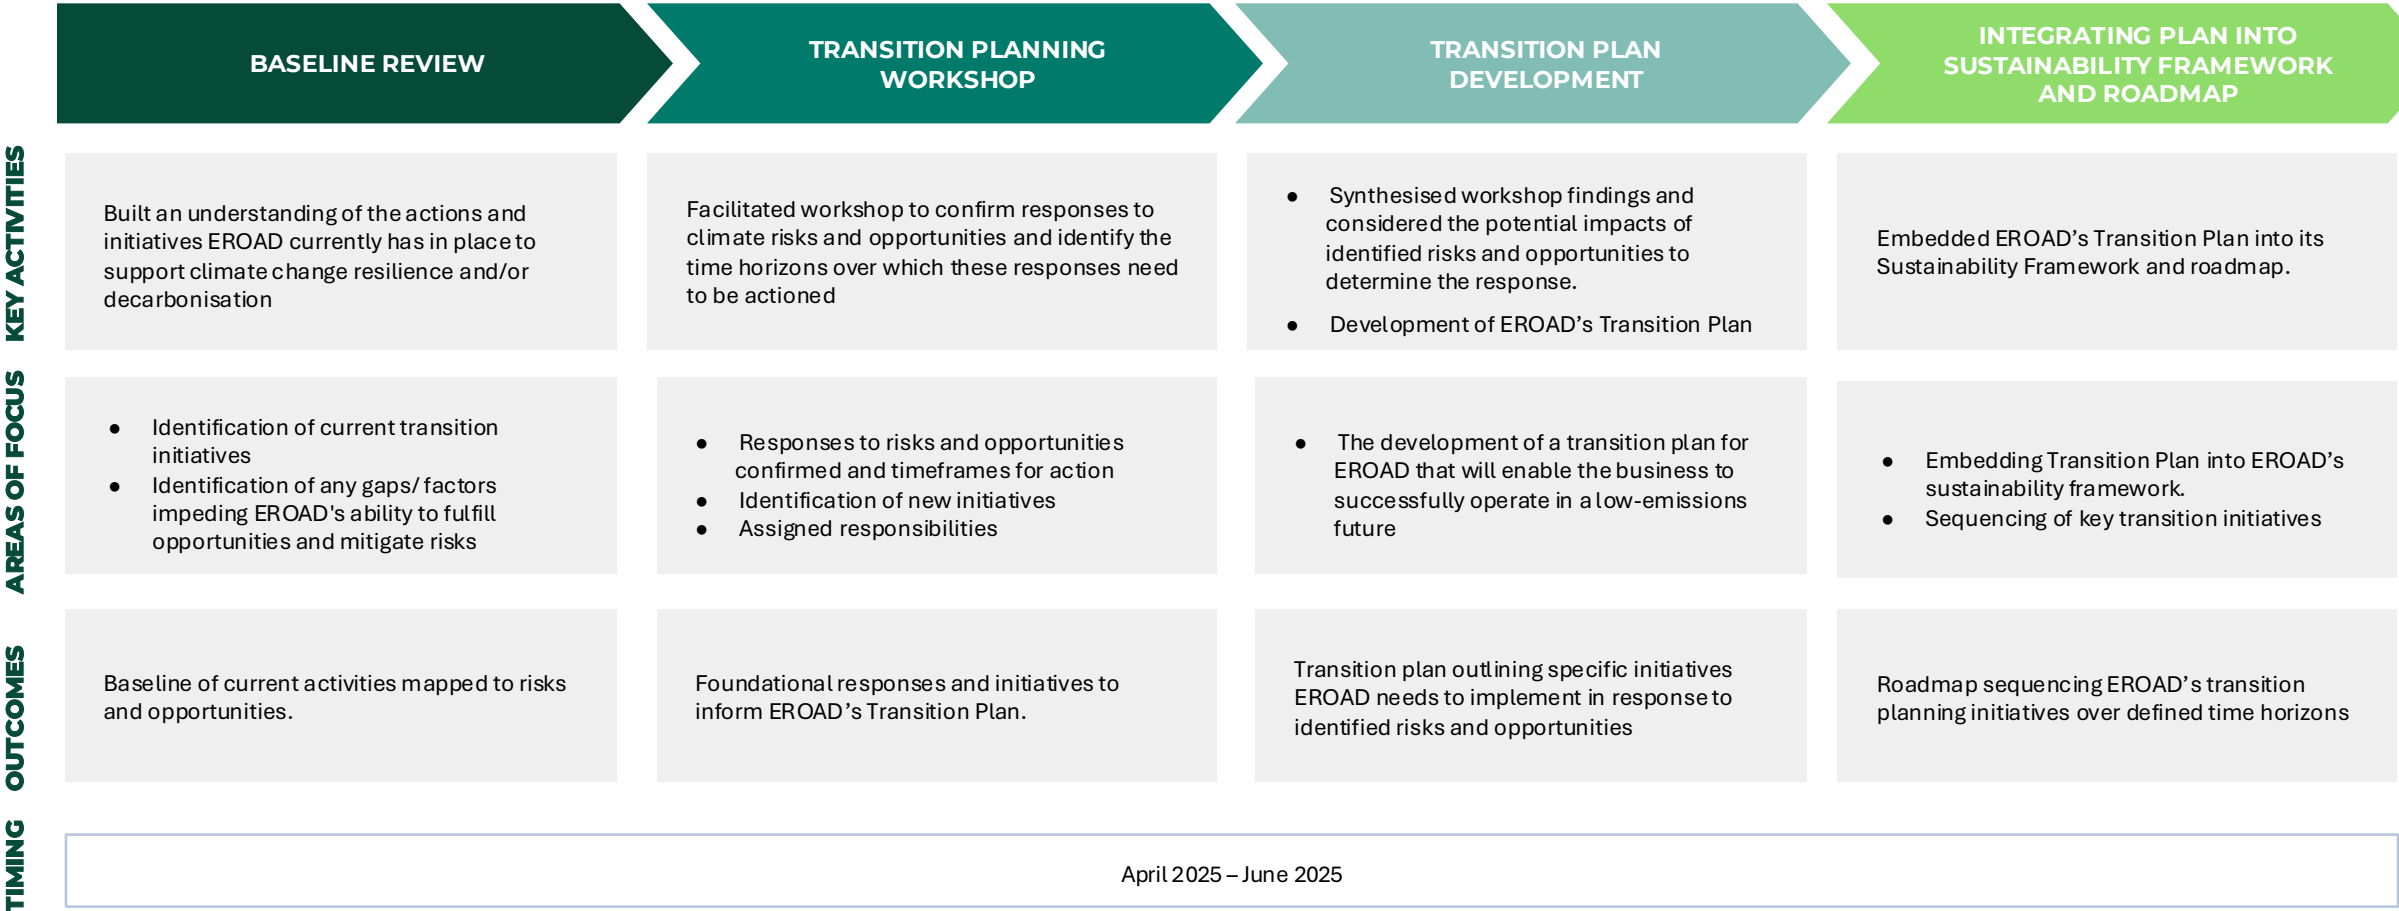 BASELINE REVIEW
TRANSITION PLANNING
WORKSHOP
TRANSITION PLAN
DEVELOPMENT
INTEGRATING PLAN INTO
SUSTAINABILITY FRAMEWORK
AND ROADMAP
KEY ACTIVITIES
Built an understanding of the actions and
initiatives EROAD currently has in place to
support climate change resilience and/or
decarbonisation
Facilitated workshop to confirm responses to
climate risks and opportunities and identify the
time horizons over which these responses need
to be actioned
● Synthesised workshop findings and
considered the potential impacts of
identified risks and opportunities to
determine the response.
● Development of EROAD’s Transition Plan
Embedded EROAD’s Transition Plan into its
Sustainability Framework and roadmap.
AREAS OF FOCUS
● Identification of current transition
initiatives
● Identification of any gaps/ factors
impeding EROAD's ability to fulfill
opportunities and mitigate risks
● Responses to risks and opportunities
confirmed and timeframes for action
● Identification of new initiatives
● Assigned responsibilities
● The development of a transition plan for
EROAD that will enable the business to
successfully operate in a low-emissions
future
● Embedding Transition Plan into EROAD’s
sustainability framework.
● Sequencing of key transition initiatives
OUTCOMES
Baseline of current activities mapped to risks
and opportunities.
Foundational responses and initiatives to
inform EROAD’s Transition Plan.
Transition plan outlining specific initiatives
EROAD needs to implement in response to
identified risks and opportunities
Roadmap sequencing EROAD’s transition
planning initiatives over defined time horizons
TIMING
April 2025 – June 2025